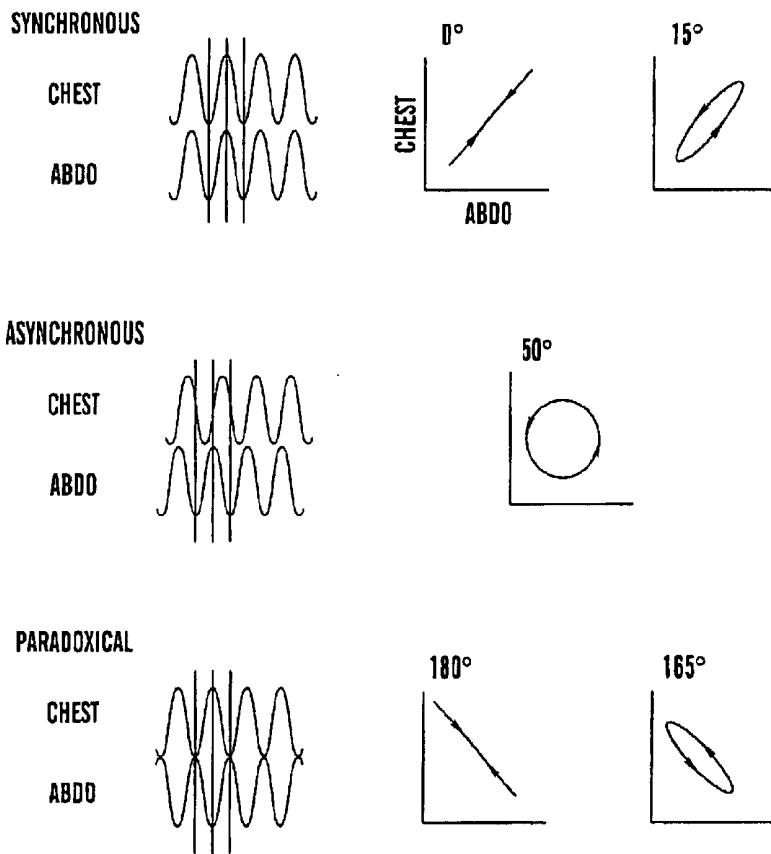 SYNCHRONOUS
CHEST
ABDO
0°
CHEST
ABDO
15°
ASYNCHRONOUS
CHEST
ABDO
50°
PARADOXICAL
CHEST
ABDO
180°
165°